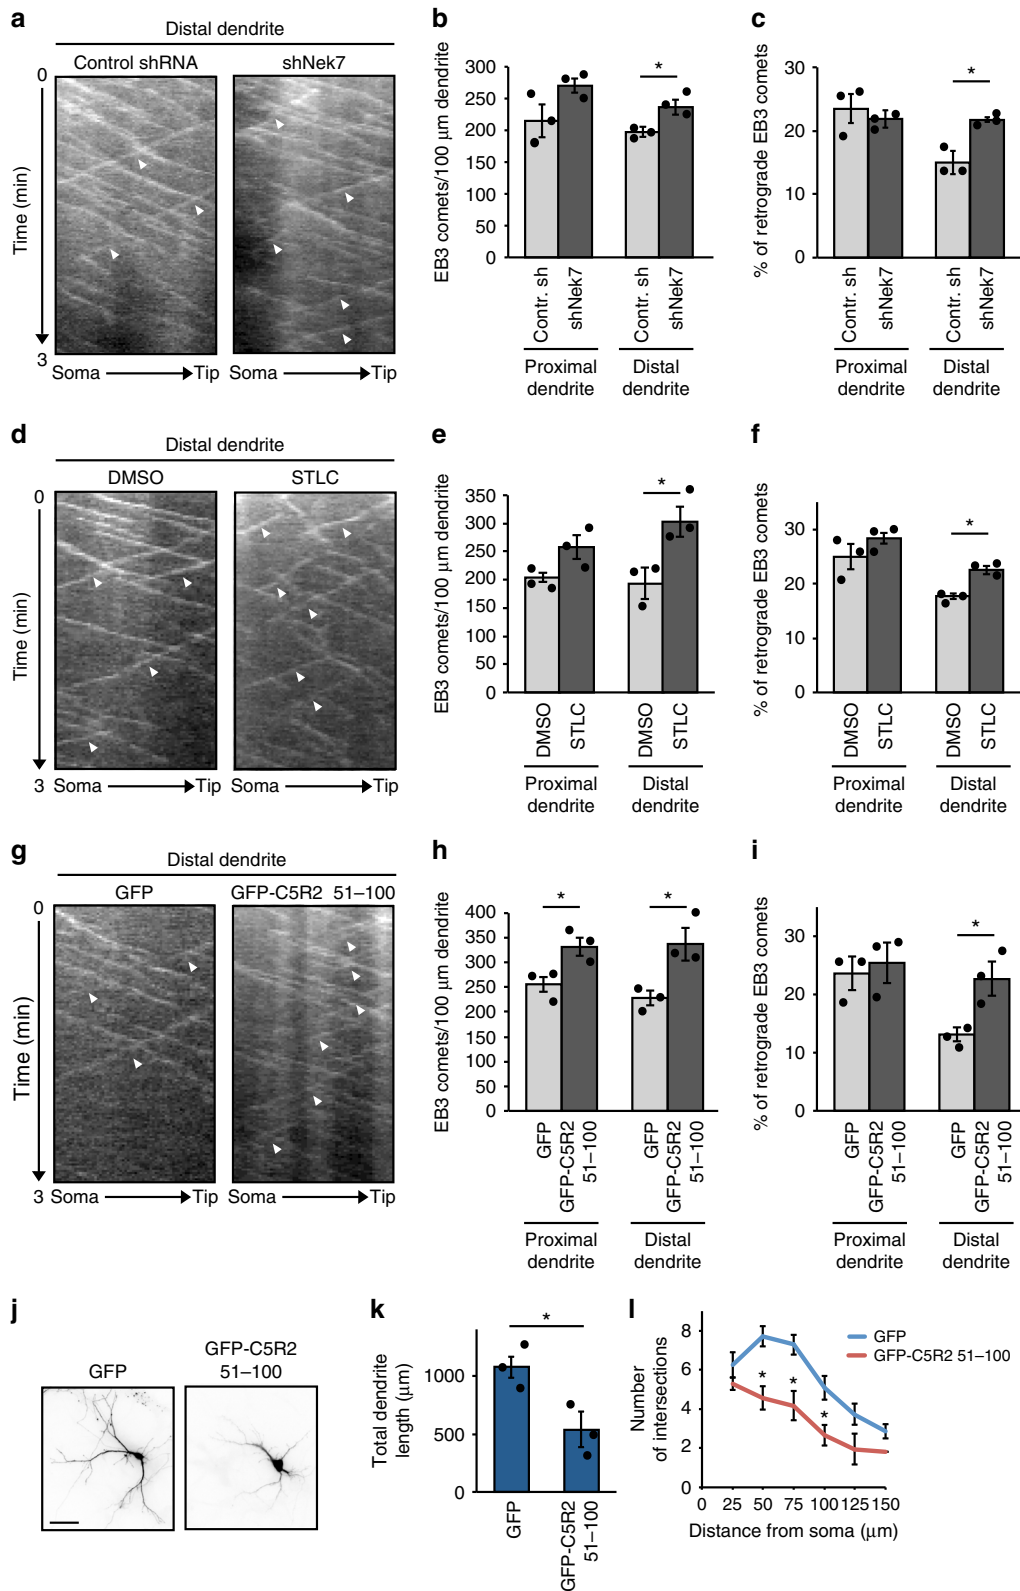 a
Distal dendrite
Control shRNA
shNek7
0
Time (min)
3
Soma
Tip
Soma
Tip
b
EB3 comets/100 μm dendrite
300
250
200
150
100
50
0
*
Contr. sh
shNek7
Contr. sh
shNek7
Proximal
dendrite
Distal
dendrite
c
% of retrograde EB3 comets
30
20
10
0
*
Contr. sh
shNek7
Contr. sh
shNek7
Proximal
dendrite
Distal
dendrite
d
Distal dendrite
DMSO
STLC
0
Time (min)
3
Soma
Tip
Soma
Tip
e
EB3 comets/100 μm dendrite
350
300
250
200
150
100
50
0
*
DMSO
STLC
DMSO
STLC
Proximal
dendrite
Distal
dendrite
f
% of retrograde EB3 comets
30
20
10
0
*
DMSO
STLC
DMSO
STLC
Proximal
dendrite
Distal
dendrite
g
Distal dendrite
GFP
GFP-C5R2 51–100
0
Time (min)
3
Soma
Tip
Soma
Tip
h
EB3 comets/100 μm dendrite
400
350
300
250
200
150
100
50
0
*
*
GFP
GFP-C5R2
51–100
GFP
GFP-C5R2
51–100
Proximal
dendrite
Distal
dendrite
i
% of retrograde EB3 comets
30
20
10
0
*
GFP
GFP-C5R2
51–100
GFP
GFP-C5R2
51–100
Proximal
dendrite
Distal
dendrite
j
GFP
GFP-C5R2
51–100
k
Total dendrite
length (μm)
1000
500
0
*
GFP
GFP-C5R2
51–100
l
Number
of intersections
8
6
4
2
0
GFP
GFP-C5R2 51–100
*
*
*
0
25
50
75
100
125
150
Distance from soma (μm)